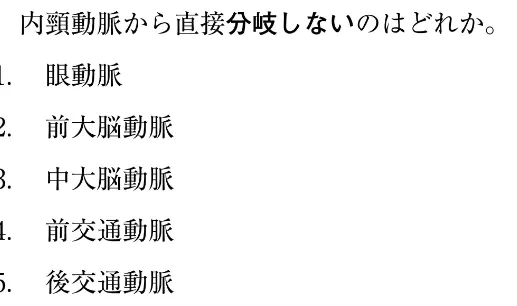 内頸動脈から直接分岐しないのはどれか。
1. 眼動脈
2. 前大脳動脈
3. 中大脳動脈
4. 前交通動脈
5. 後交通動脈